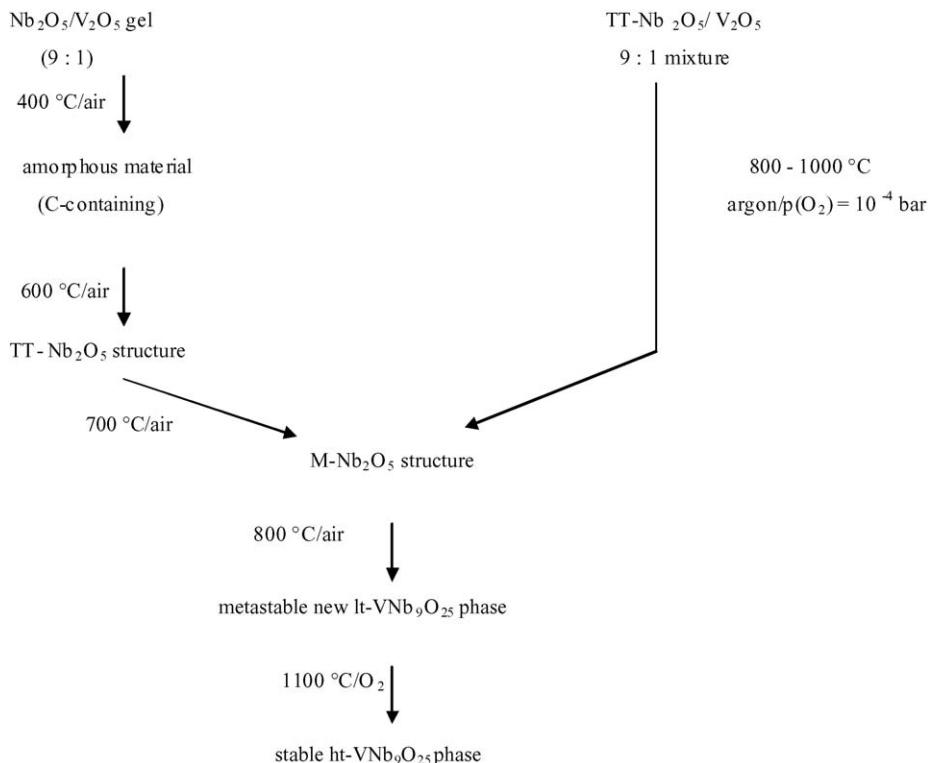 Nb₂O₅/V₂O₅ gel
(9 : 1)
400 °C/air
amorphous material
(C-containing)
600 °C/air
TT-Nb₂O₅ structure
700 °C/air
TT-Nb ₂O₅/ V₂O₅
9 : 1 mixture
800 - 1000 °C
argon/p(O₂) = 10⁻⁴ bar
M-Nb₂O₅ structure
800 °C/air
metastable new lt-VNb₉O₂₅ phase
1100 °C/O₂
stable ht-VNb₉O₂₅ phase